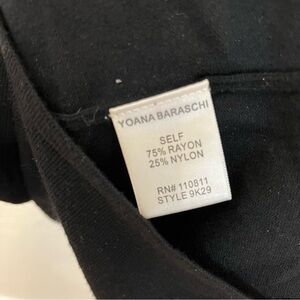 YOANA BARASCHI
SELF
75% RAYON
25% NYLON
RN# 110811
STYLE 9K29